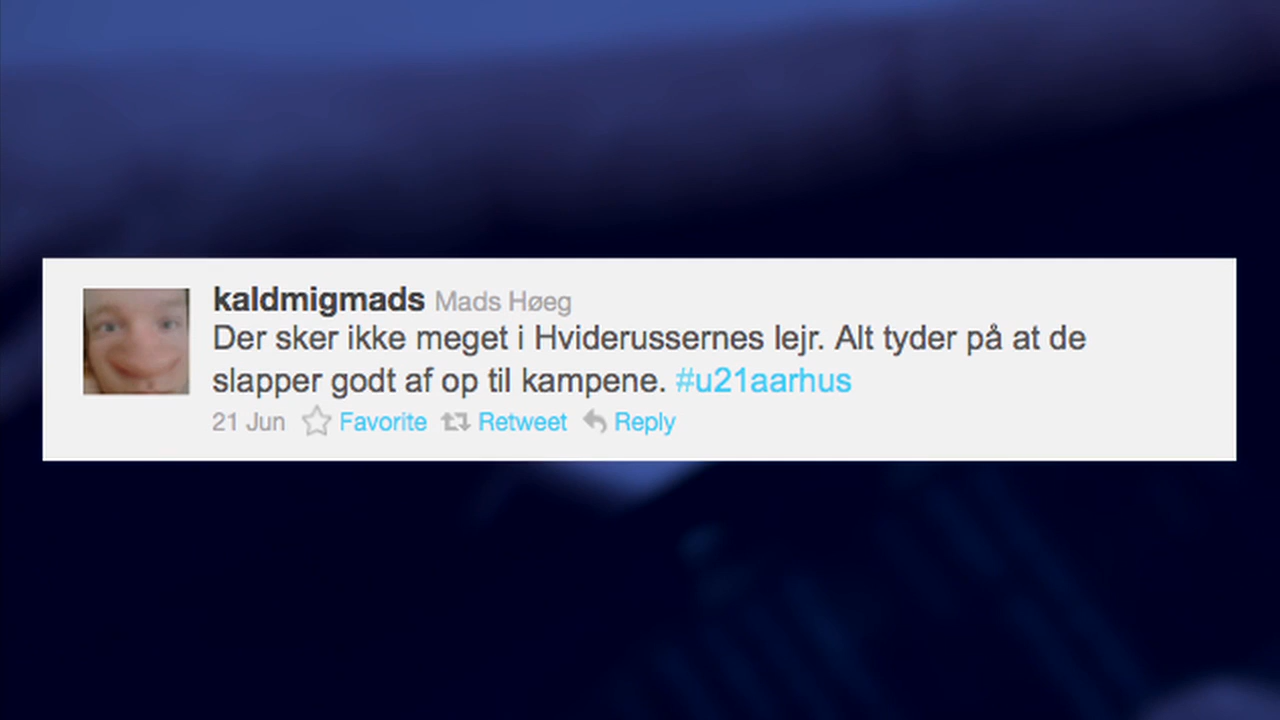 kaldmigmads Mads Høeg
Der sker ikke meget i Hviderussernes lejr. Alt tyder på at de
slapper godt af op til kampene. #u21aarhus
21 Jun Favorite Retweet Reply